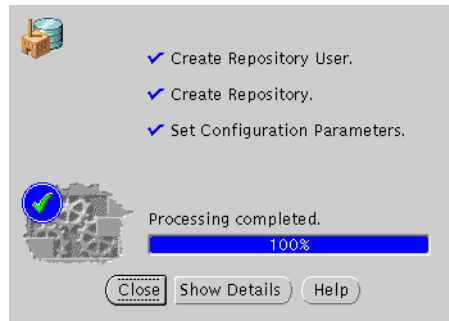 Create Repository User.
Create Repository.
Set Configuration Parameters.
Processing completed.
100%
Close Show Details Help